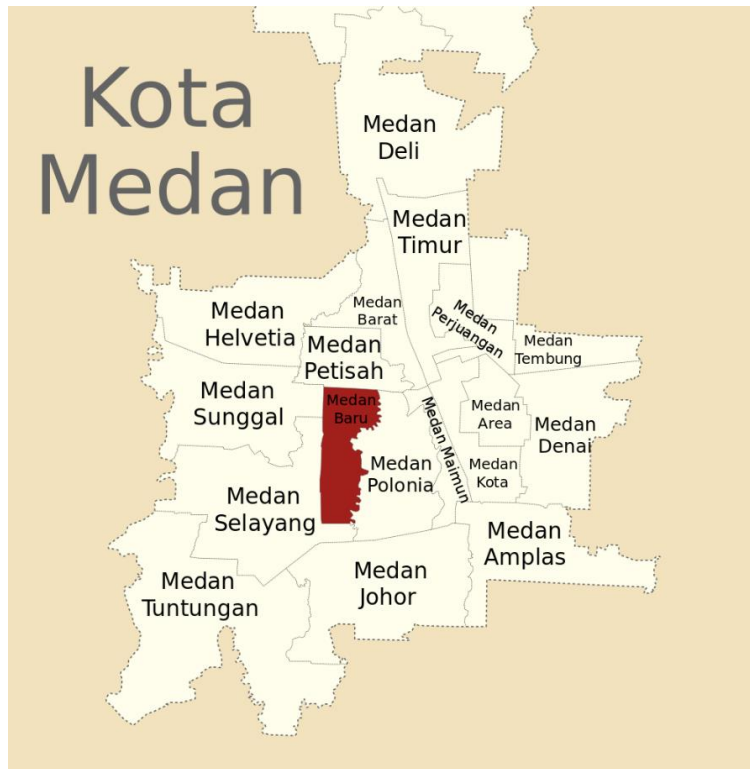 Kota
Medan
Medan
Deli
Medan
Timur
Medan
Barat
Medan
Perjuangan
Medan
Helvetia
Medan
Petisah
Medan
Tembung
Medan
Sunggal
Medan
Baru
Medan Maimun
Medan
Area
Medan
Denai
Medan
Polonia
Medan
Kota
Medan
Selayang
Medan
Amplas
Medan
Tuntungan
Medan
Johor